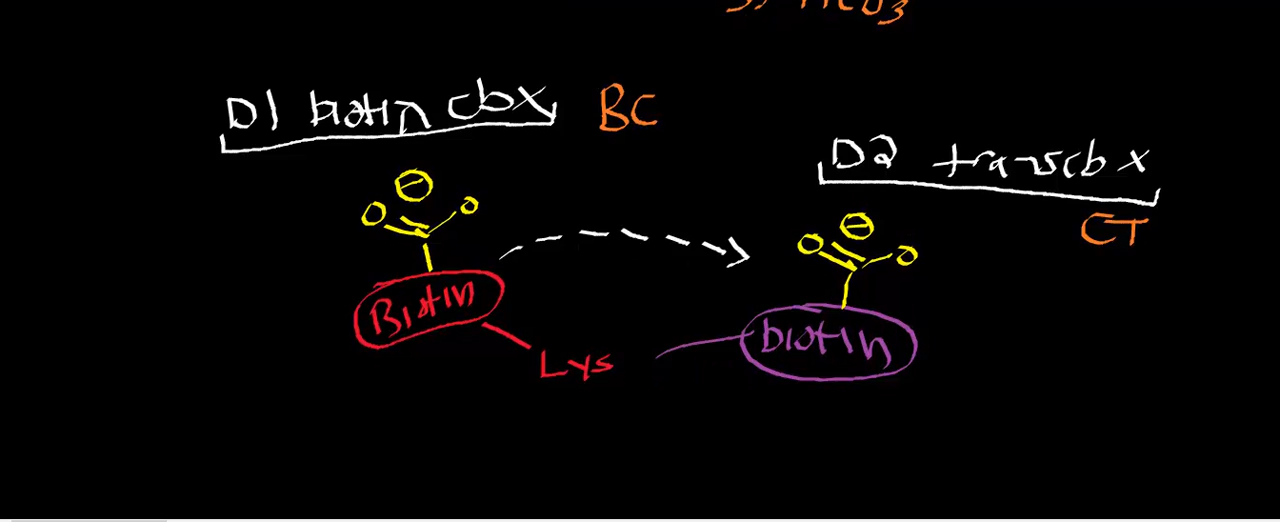 D1 biotin cbx BC
D2 transcbx
CT
⊖
O O
⊖
O O
Biotin
biotin
Lys